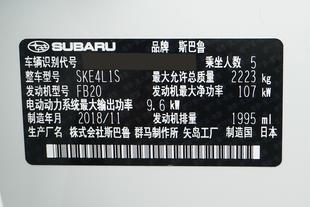 SUBARU 品牌 斯巴鲁
车辆识别代号 乘坐人数 5
整车型号 SKE4L1S 最大允许总质量 2223 kg
发动机型号 FB20 发动机最大净功率 107 kW
电动动力系统最大输出功率 9.6 kW
制造年月 2018/11 发动机排量 1995 ml
生产厂名 株式会社斯巴鲁 群马制作所 矢岛工厂 制造国 日本